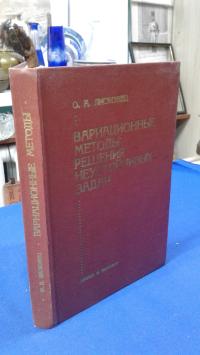 О. А. ЛИСКОВЕЦ
ВАРИАЦИОННЫЕ
МЕТОДЫ
РЕШЕНИЯ
НЕУСТОЙЧИВЫХ
ЗАДАЧ
О. А. ЛИСКОВЕЦ · ВАРИАЦИОННЫЕ МЕТОДЫ